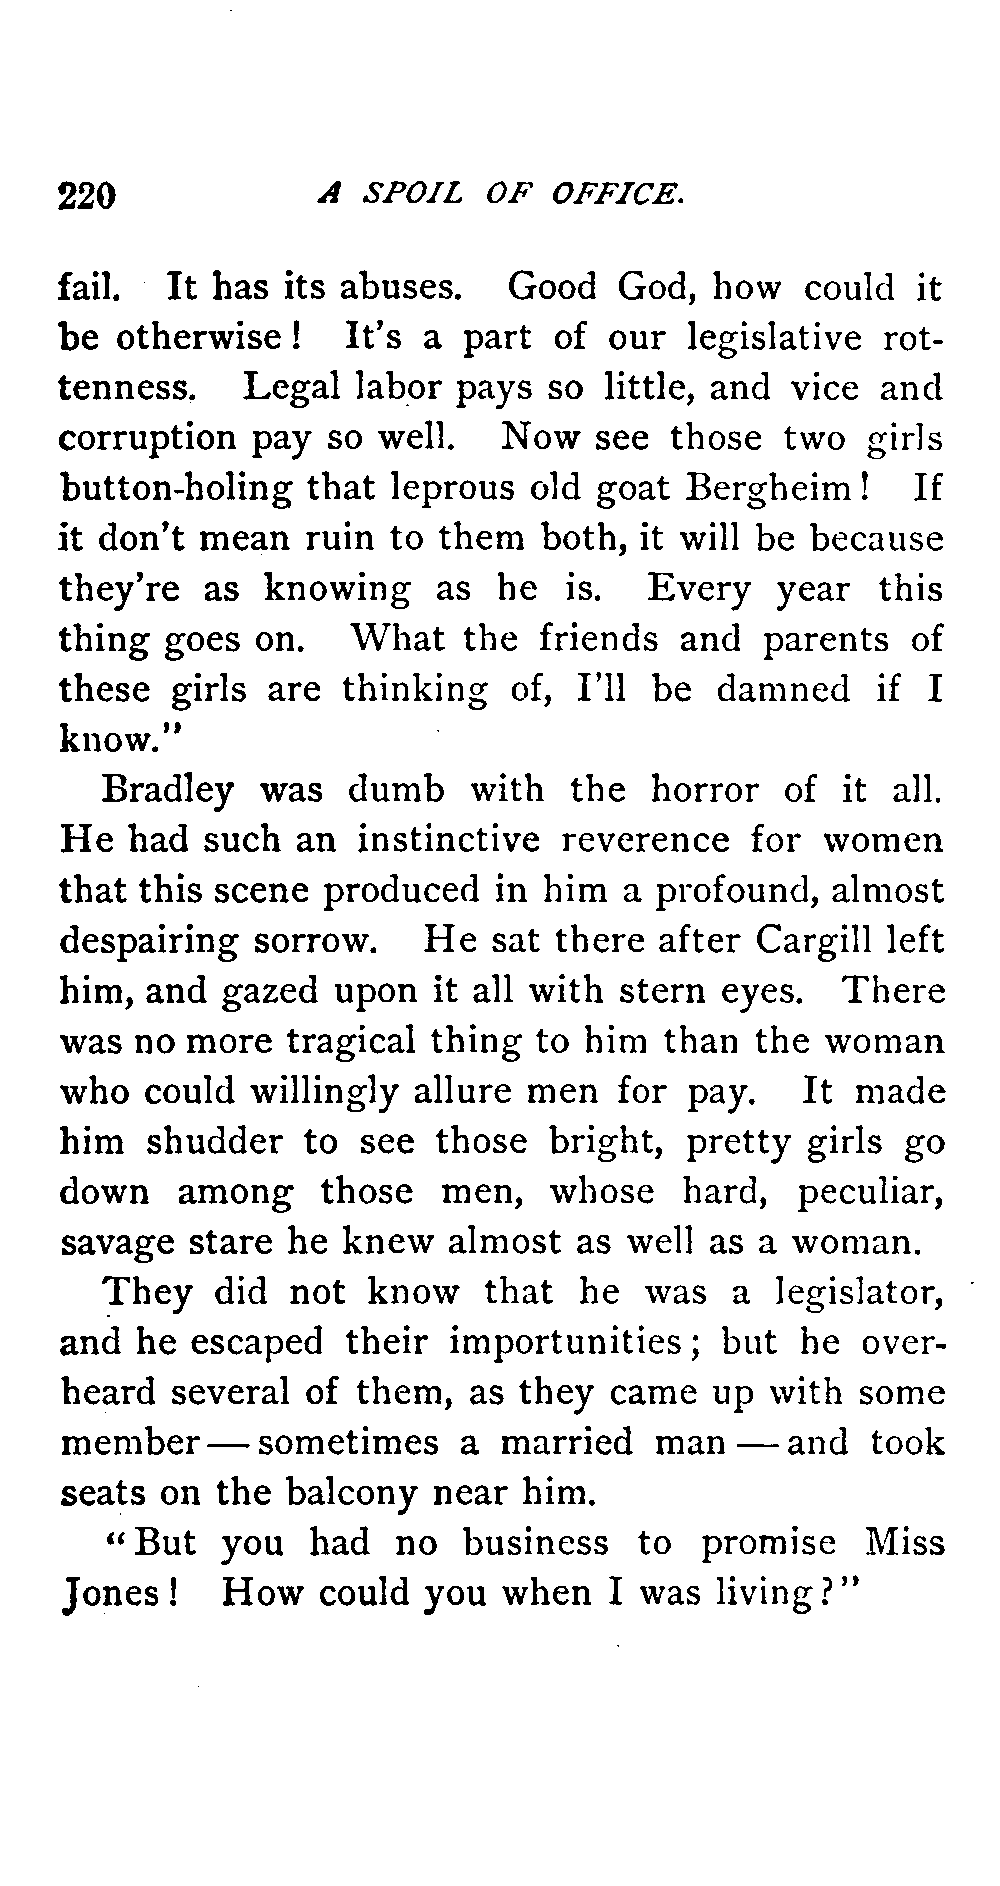 220 A SPOIL OF OFFICE.
fail. It has its abuses. Good God, how could it
be otherwise! It's a part of our legislative rot-
tenness. Legal labor pays so little, and vice and
corruption pay so well. Now see those two girls
button-holing that leprous old goat Bergheim! If
it don't mean ruin to them both, it will be because
they're as knowing as he is. Every year this
thing goes on. What the friends and parents of
these girls are thinking of, I'll be damned if I
know."
Bradley was dumb with the horror of it all.
He had such an instinctive reverence for women
that this scene produced in him a profound, almost
despairing sorrow. He sat there after Cargill left
him, and gazed upon it all with stern eyes. There
was no more tragical thing to him than the woman
who could willingly allure men for pay. It made
him shudder to see those bright, pretty girls go
down among those men, whose hard, peculiar,
savage stare he knew almost as well as a woman.
They did not know that he was a legislator,
and he escaped their importunities; but he over-
heard several of them, as they came up with some
member — sometimes a married man — and took
seats on the balcony near him.
"But you had no business to promise Miss
Jones! How could you when I was living?"